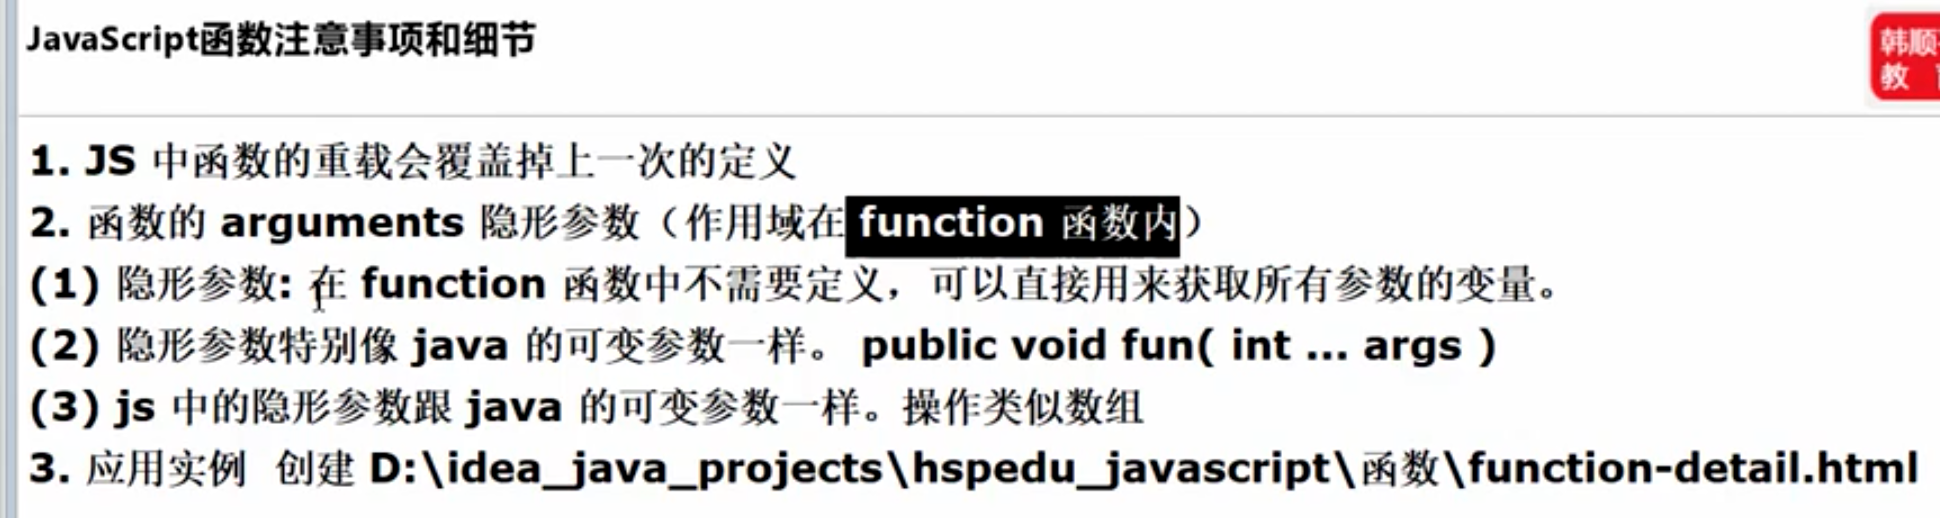 JavaScript函数注意事项和细节
韩顺
教
1. JS 中函数的重载会覆盖掉上一次的定义
2. 函数的 arguments 隐形参数（作用域在 function 函数内）
(1) 隐形参数: 在 function 函数中不需要定义，可以直接用来获取所有参数的变量。
(2) 隐形参数特别像 java 的可变参数一样。 public void fun( int ... args )
(3) js 中的隐形参数跟 java 的可变参数一样。操作类似数组
3. 应用实例 创建 D:\idea_java_projects\hspedu_javascript\函数\function-detail.html